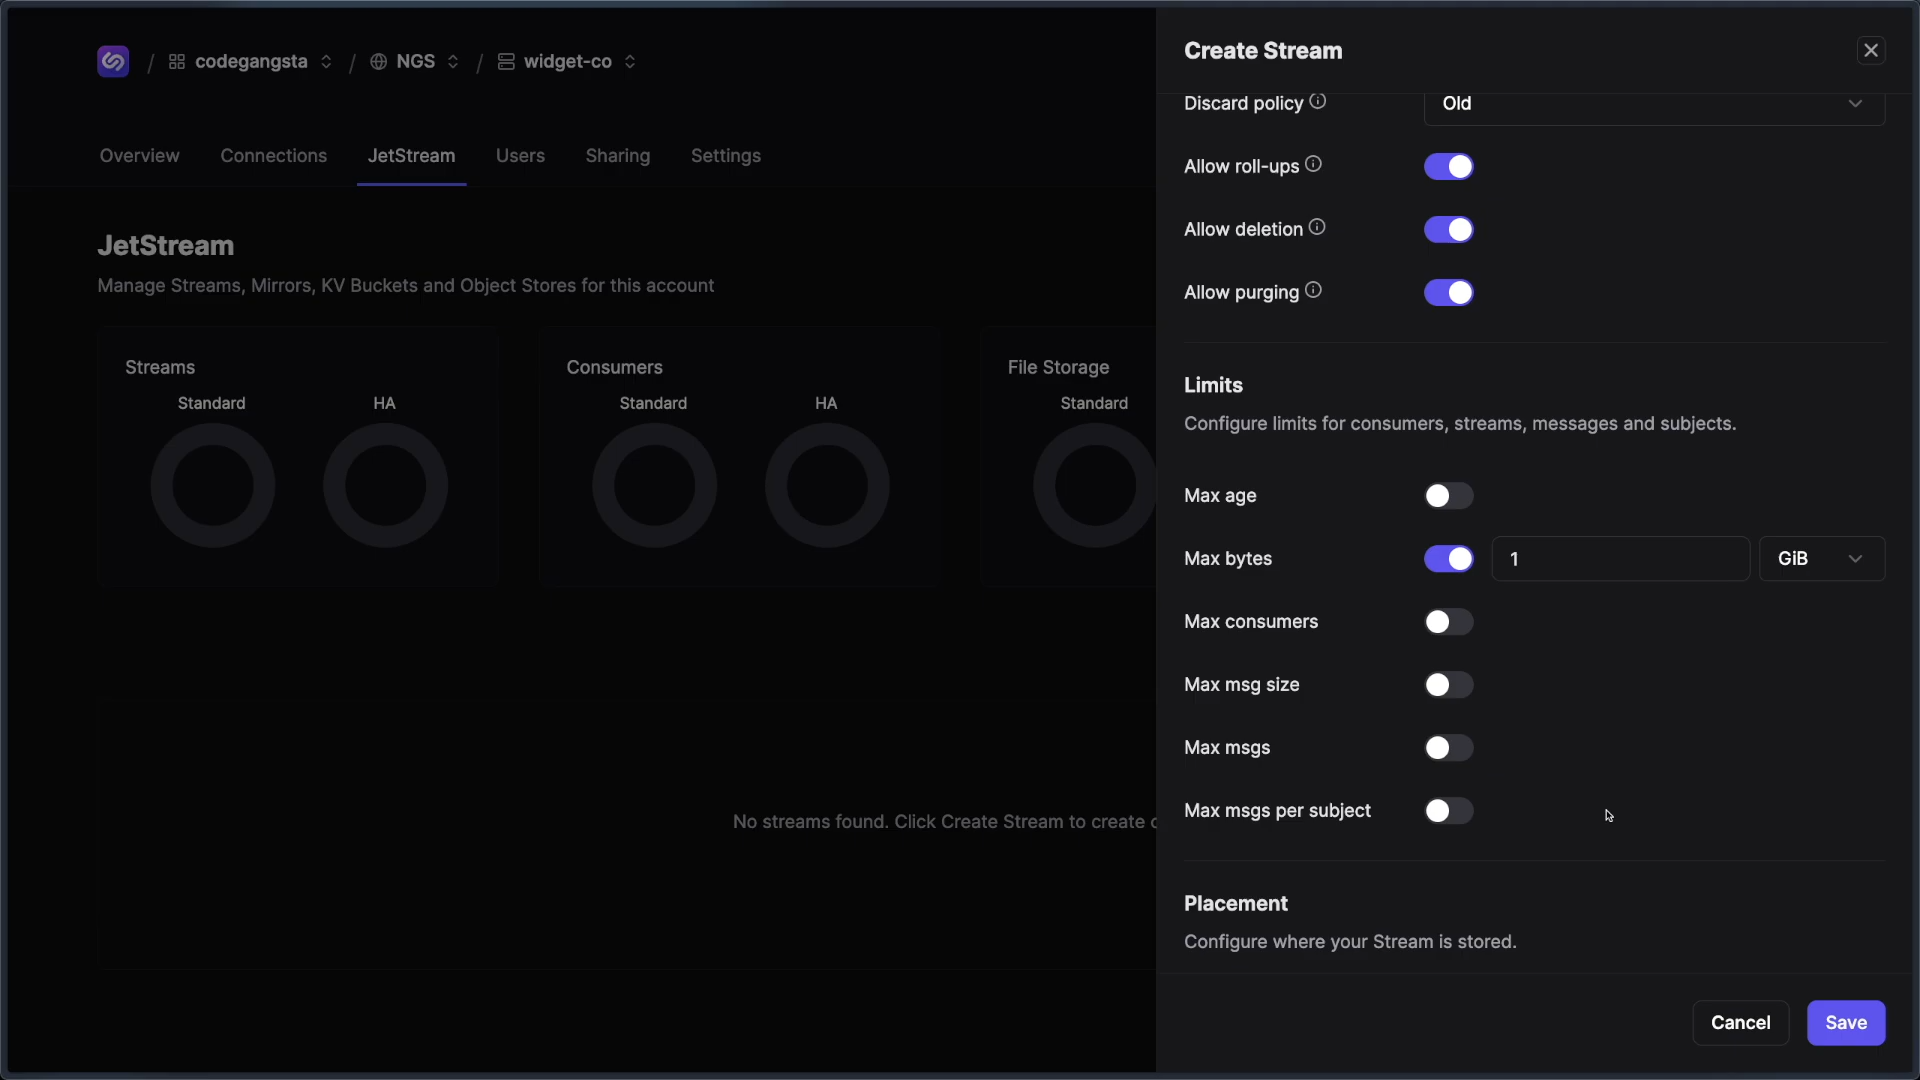 / codegangsta / NGS / widget-co
Overview Connections JetStream Users Sharing Settings
JetStream
Manage Streams, Mirrors, KV Buckets and Object Stores for this account
Streams
Standard HA
Consumers
Standard HA
File Storage
Standard
No streams found. Click Create Stream to create
Create Stream
Discard policy Old
Allow roll-ups
Allow deletion
Allow purging
Limits
Configure limits for consumers, streams, messages and subjects.
Max age
Max bytes 1 GiB
Max consumers
Max msg size
Max msgs
Max msgs per subject
Placement
Configure where your Stream is stored.
Cancel Save